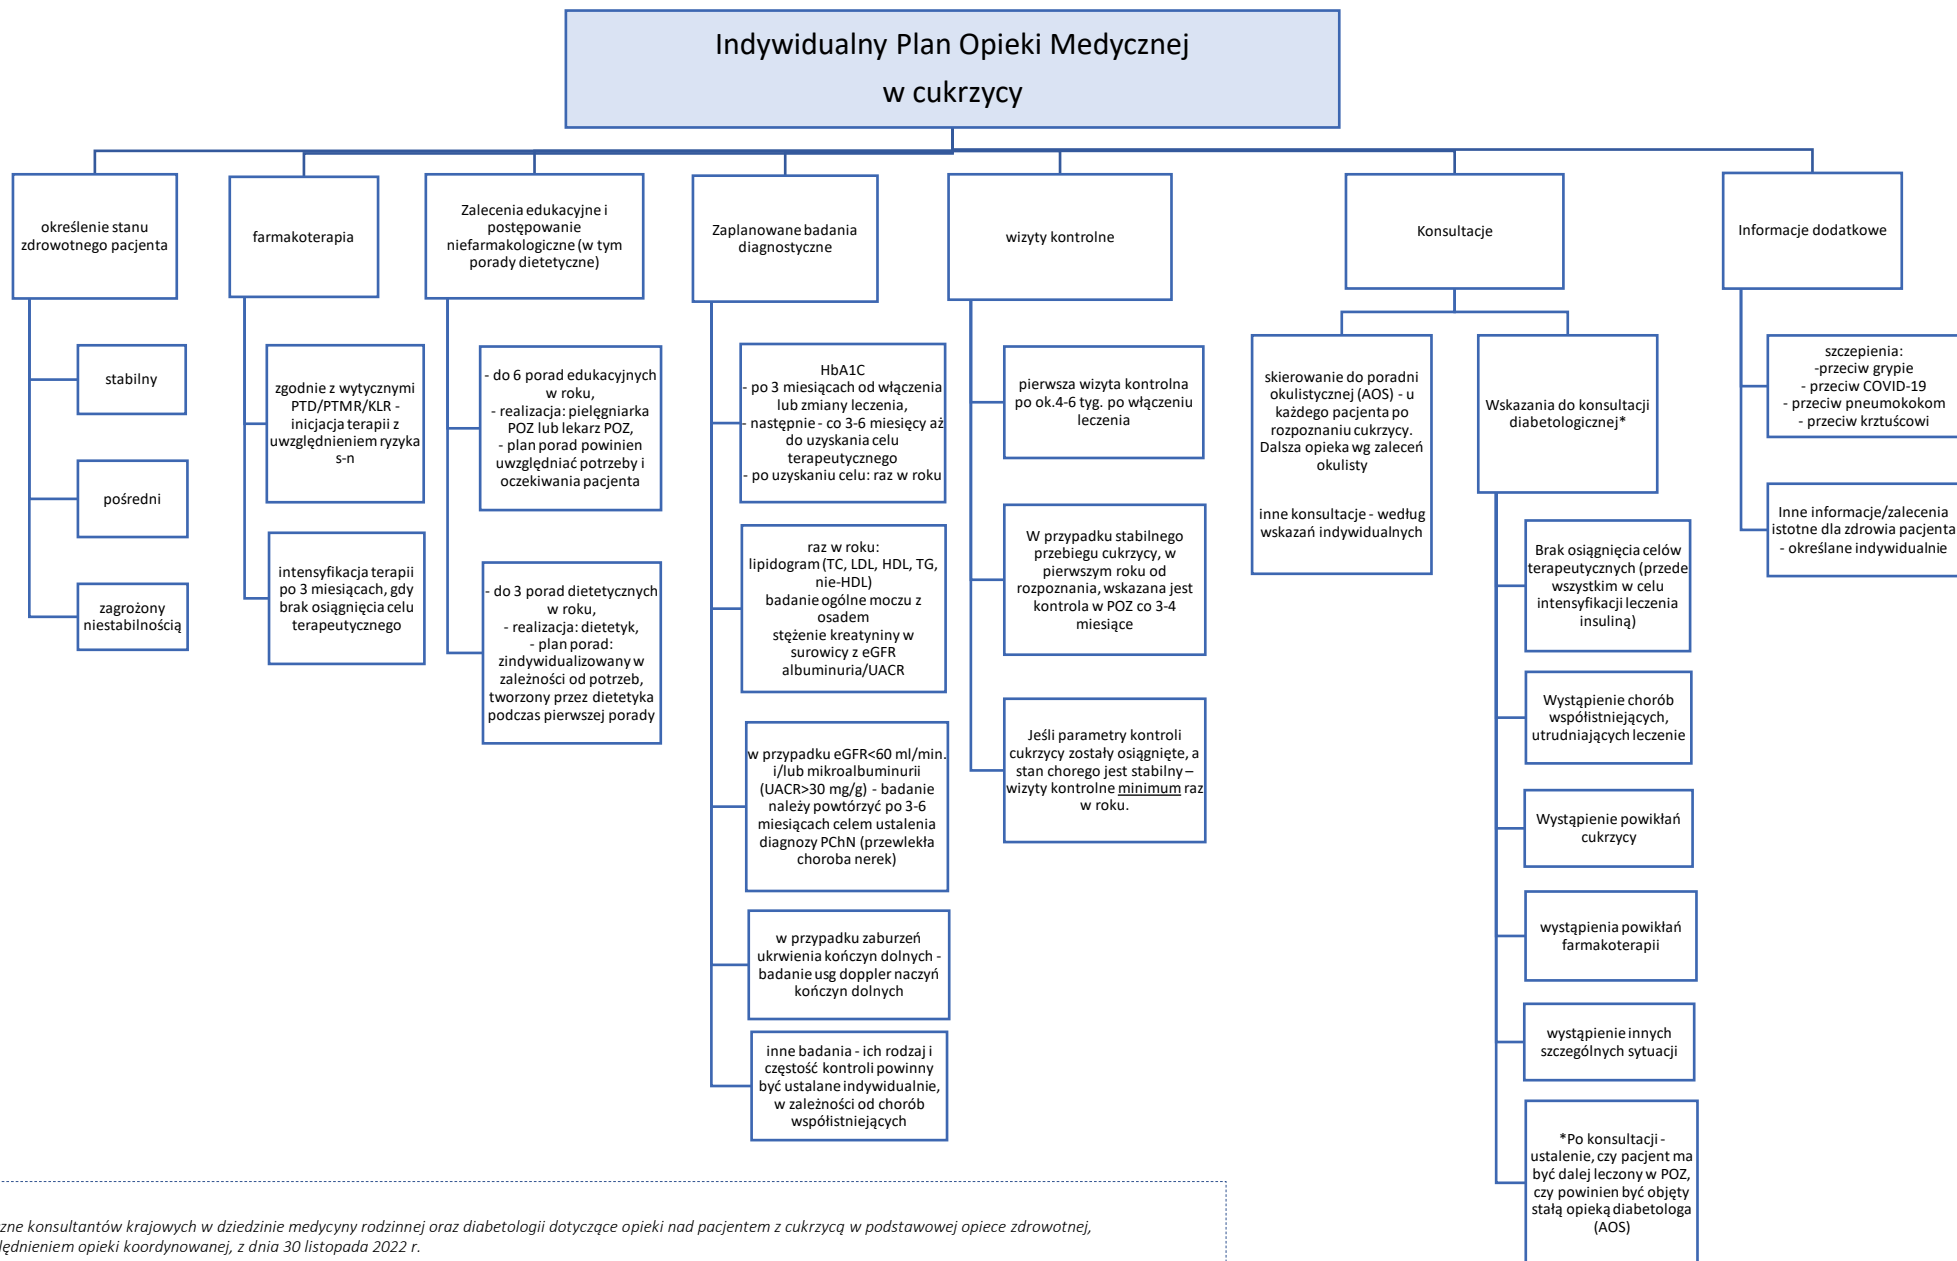 Indywidualny Plan Opieki Medycznej
w cukrzycy
określenie stanu
zdrowotnego pacjenta
stabilny
pośredni
zagrożony
niestabilnością
farmakoterapia
zgodnie z wytycznymi
PTD/PTMR/KLR -
inicjacja terapii z
uwzględnieniem ryzyka
s-n
intensyfikacja terapii
po 3 miesiącach, gdy
brak osiągnięcia celu
terapeutycznego
Zalecenia edukacyjne i
postępowanie
niefarmakologiczne (w tym
porady dietetyczne)
- do 6 porad edukacyjnych
w roku,
- realizacja: pielęgniarka
POZ lub lekarz POZ,
- plan porad powinien
uwzględniać potrzeby i
oczekiwania pacjenta
- do 3 porad dietetycznych
w roku,
- realizacja: dietetyk,
- plan porad:
zindywidualizowany w
zależności od potrzeb,
tworzony przez dietetyka
podczas pierwszej porady
Zaplanowane badania
diagnostyczne
HbA1C
- po 3 miesiącach od włączenia
lub zmiany leczenia,
- następnie - co 3-6 miesięcy aż
do uzyskania celu
terapeutycznego
- po uzyskaniu celu: raz w roku
raz w roku:
lipidogram (TC, LDL, HDL, TG,
nie-HDL)
badanie ogólne moczu z
osadem
stężenie kreatyniny w
surowicy z eGFR
albuminuria/UACR
w przypadku eGFR<60 ml/min.
i/lub mikroalbuminurii
(UACR>30 mg/g) - badanie
należy powtórzyć po 3-6
miesiącach celem ustalenia
diagnozy PChN (przewlekła
choroba nerek)
w przypadku zaburzeń
ukrwienia kończyn dolnych -
badanie usg doppler naczyń
kończyn dolnych
inne badania - ich rodzaj i
częstość kontroli powinny
być ustalane indywidualnie,
w zależności od chorób
współistniejących
wizyty kontrolne
pierwsza wizyta kontrolna
po ok.4-6 tyg. po włączeniu
leczenia
W przypadku stabilnego
przebiegu cukrzycy, w
pierwszym roku od
rozpoznania, wskazana jest
kontrola w POZ co 3-4
miesiące
Jeśli parametry kontroli
cukrzycy zostały osiągnięte, a
stan chorego jest stabilny –
wizyty kontrolne minimum raz
w roku.
Konsultacje
skierowanie do poradni
okulistycznej (AOS) - u
każdego pacjenta po
rozpoznaniu cukrzycy.
Dalsza opieka wg zaleceń
okulisty
inne konsultacje - według
wskazań indywidualnych
Wskazania do konsultacji
diabetologicznej*
Brak osiągnięcia celów
terapeutycznych (przede
wszystkim w celu
intensyfikacji leczenia
insuliną)
Wystąpienie chorób
współistniejących,
utrudniających leczenie
Wystąpienie powikłań
cukrzycy
wystąpienia powikłań
farmakoterapii
wystąpienie innych
szczególnych sytuacji
*Po konsultacji -
ustalenie, czy pacjent ma
być dalej leczony w POZ,
czy powinien być objęty
stałą opieką diabetologa
(AOS)
Informacje dodatkowe
szczepienia:
-przeciw grypie
- przeciw COVID-19
- przeciw pneumokokom
- przeciw krztuścowi
Inne informacje/zalecenia
istotne dla zdrowia pacjenta
- określane indywidualnie
zne konsultantów krajowych w dziedzinie medycyny rodzinnej oraz diabetologii dotyczące opieki nad pacjentem z cukrzycą w podstawowej opiece zdrowotnej,
lędnieniem opieki koordynowanej, z dnia 30 listopada 2022 r.